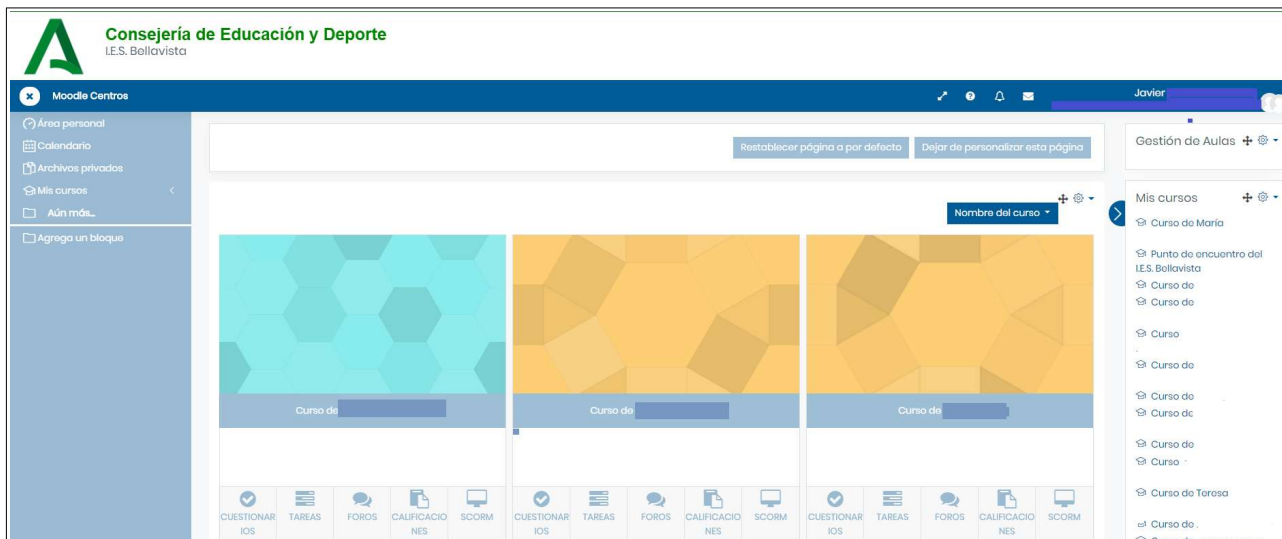 Consejería de Educación y Deporte
I.E.S. Bellavista
Moodle Centros
Javier
Área personal
Calendario
Archivos privados
Mis cursos
Aún más...
Agrega un bloque
Restablecer página a por defecto
Dejar de personalizar esta página
Nombre del curso
Curso de
Curso de
Curso de
CUESTIONAR
IOS
TAREAS
FOROS
CALIFICACIO
NES
SCORM
CUESTIONAR
IOS
TAREAS
FOROS
CALIFICACIO
NES
SCORM
CUESTIONAR
IOS
TAREAS
FOROS
CALIFICACIO
NES
SCORM
Gestión de Aulas
Mis cursos
Curso de María
Punto de encuentro del
I.E.S. Bellavista
Curso de
Curso de
Curso
Curso de
Curso de
Curso de
Curso de
Curso
Curso de Teresa
Curso de .